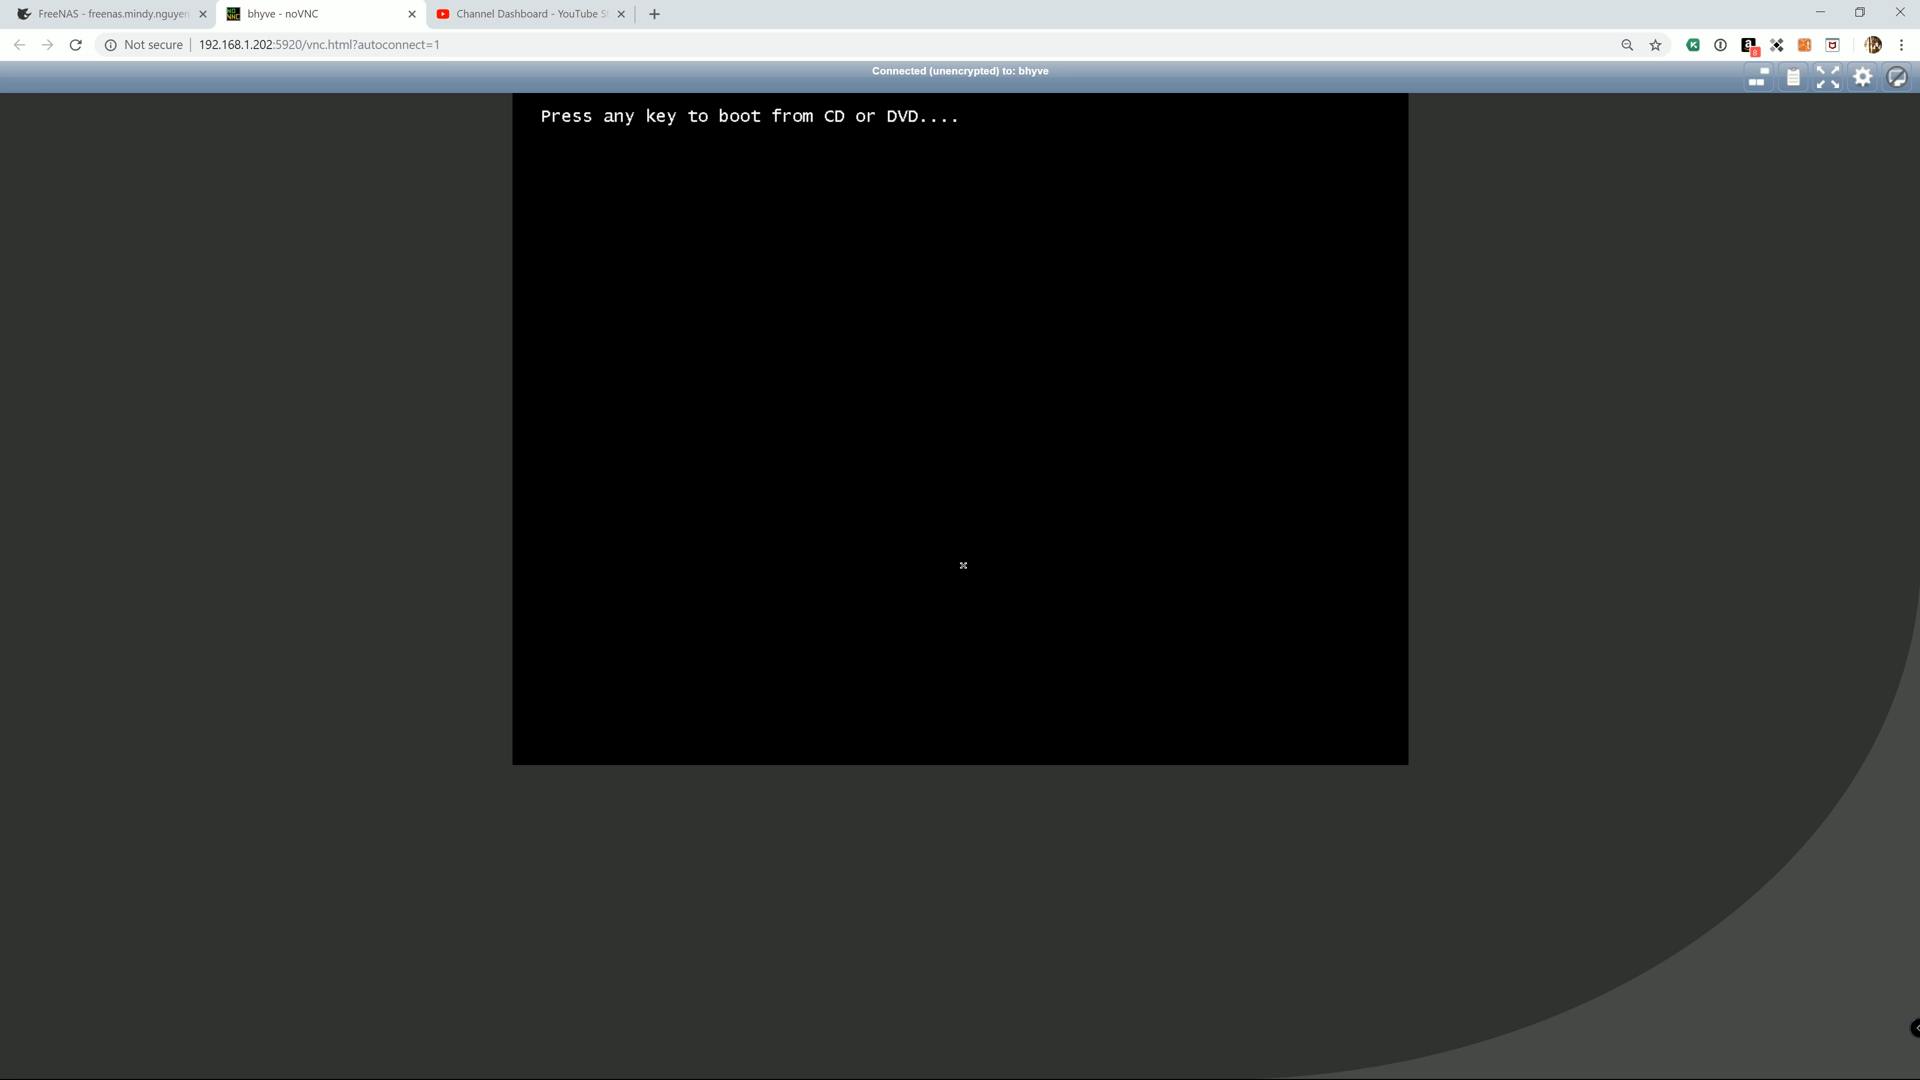 FreeNAS - freenas.mindy.nguyen
bhyve - noVNC
Channel Dashboard - YouTube S
Not secure
192.168.1.202:5920/vnc.html?autoconnect=1
8
Connected (unencrypted) to: bhyve
Press any key to boot from CD or DVD....